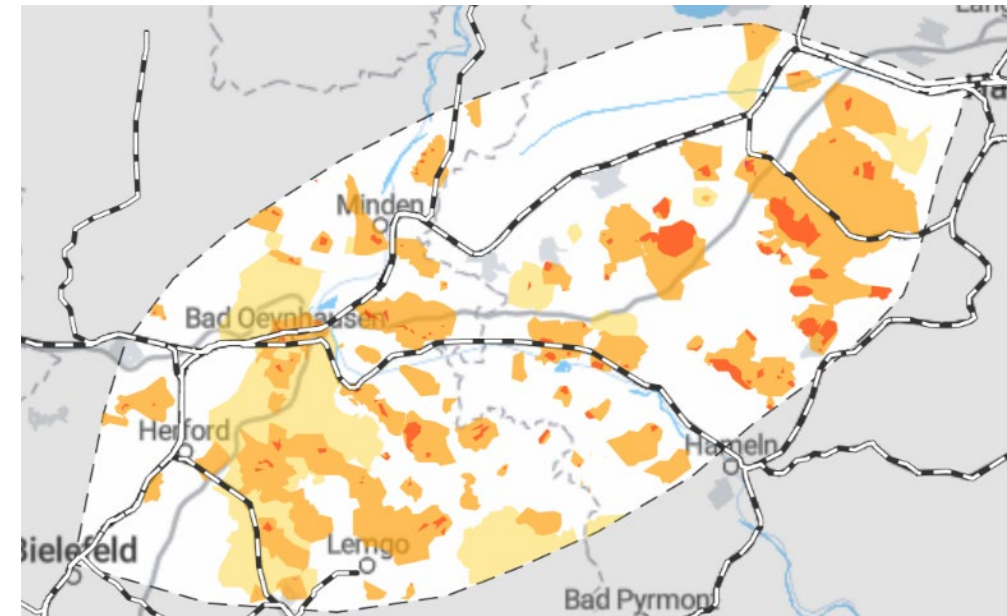 Minden
Bad Oeynhausen
Herford
Hameln
Bielefeld
Lemgo
Bad Pyrmont